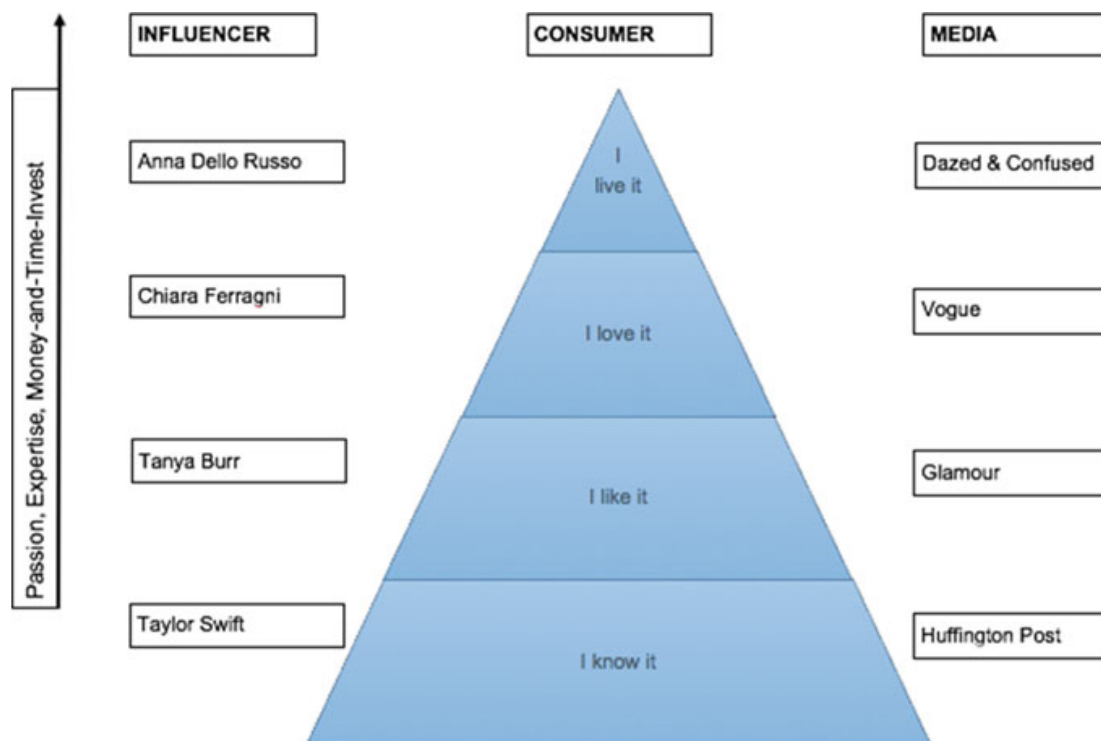 INFLUENCER
CONSUMER
MEDIA
Passion, Expertise, Money-and-Time-Invest
Anna Dello Russo
I
live it
Dazed & Confused
Chiara Ferragni
I love it
Vogue
Tanya Burr
I like it
Glamour
Taylor Swift
I know it
Huffington Post